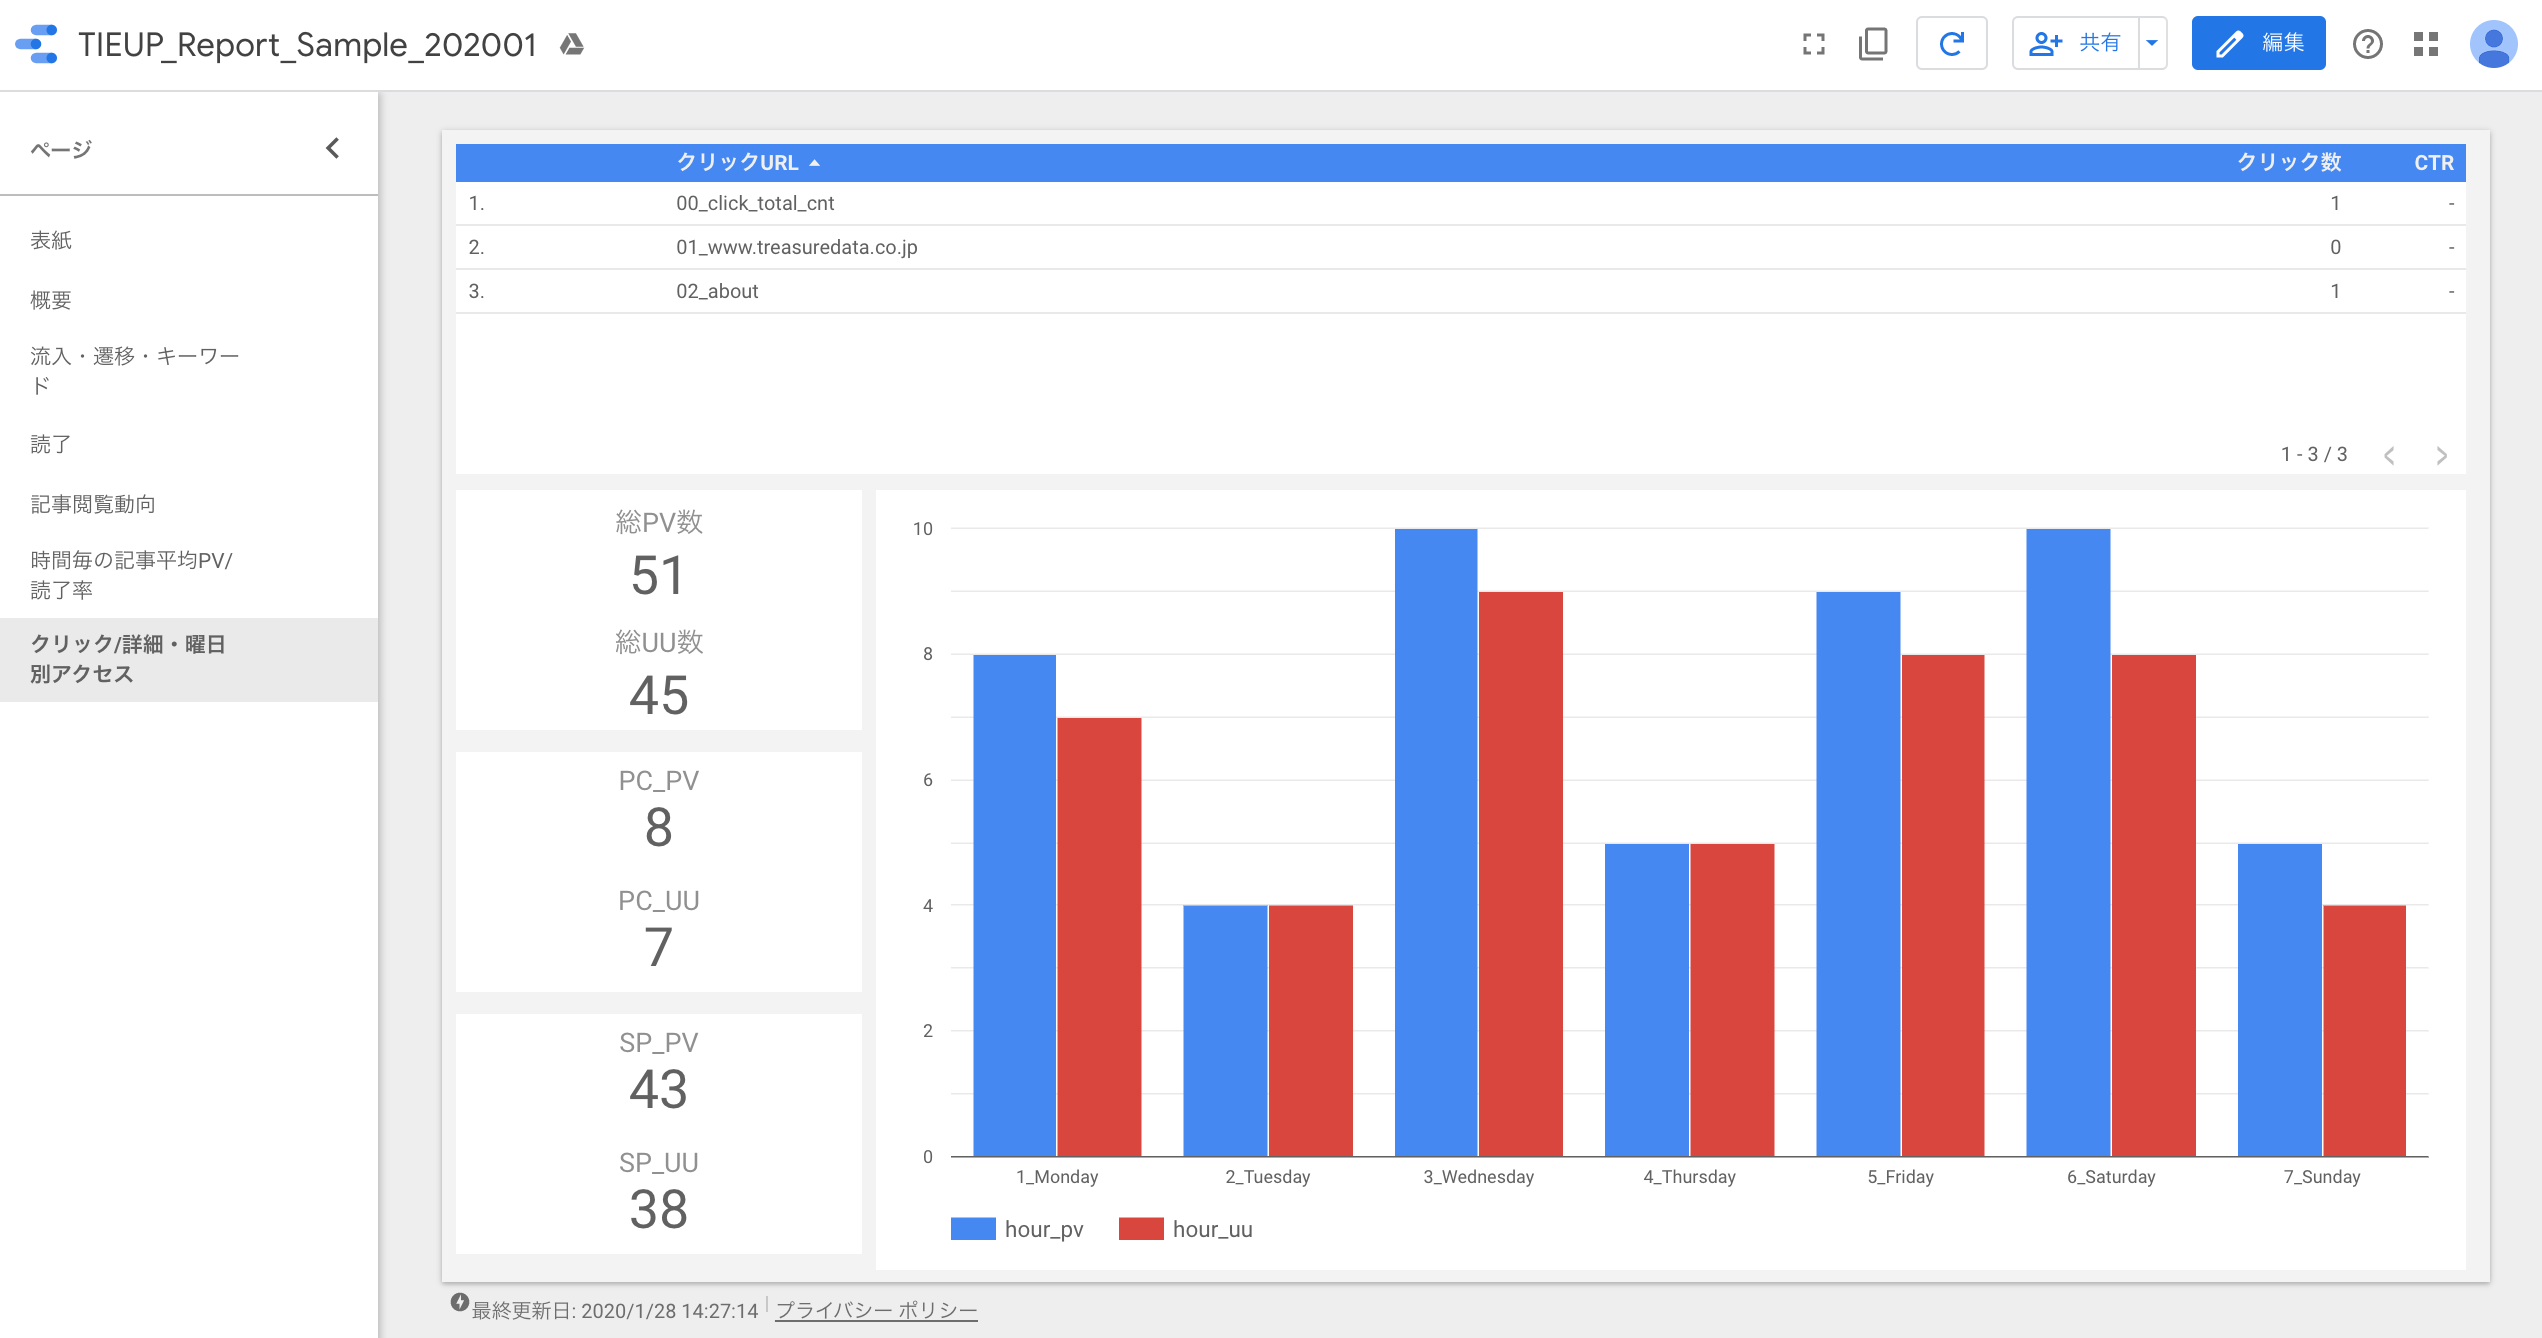 TIEUP_Report_Sample_202001
共有
編集
ページ
表紙
概要
流入・遷移・キーワー
ド
読了
記事閲覧動向
時間毎の記事平均PV/
読了率
クリック/詳細・曜日
別アクセス
クリックURL クリック数 CTR
1. 00_click_total_cnt 1 -
2. 01_www.treasuredata.co.jp 0 -
3. 02_about 1 -
1 - 3 / 3
総PV数
51
総UU数
45
PC_PV
8
PC_UU
7
SP_PV
43
SP_UU
38
10
8
6
4
2
0
1_Monday 2_Tuesday 3_Wednesday 4_Thursday 5_Friday 6_Saturday 7_Sunday
hour_pv hour_uu
最終更新日: 2020/1/28 14:27:14 プライバシー ポリシー